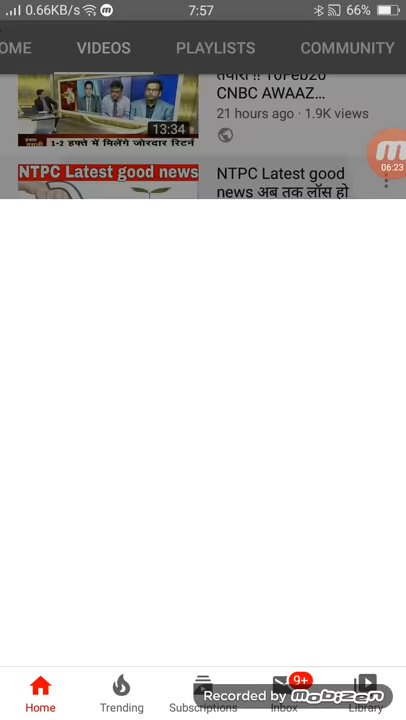 0.66KB/s
7:57
66%
OME VIDEOS PLAYLISTS COMMUNITY
तैयारी !! 10Feb20
CNBC AWAAZ...
21 hours ago · 1.9K views
13:34
1-2 हफ्ते में मिलेंगे जोरदार रिटर्न
06:23
NTPC Latest good news
NTPC Latest good
news अब तक लॉस हो
9+
Home Trending Subscriptions Inbox Library
Recorded by mobizen